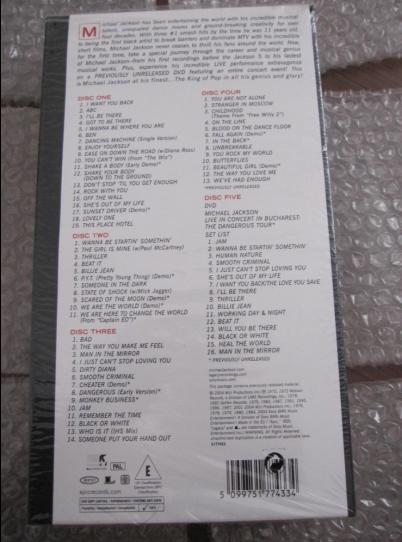 Michael Jackson has been entertaining the world with his incredible musical
talent, unmatched dance moves and ground-breaking creativity for over
four decades. With three #1 smash hits by the time he was 11 years old,
to being the first black artist to break barriers and dominate MTV with his incredible
short films, Michael Jackson never ceases to thrill his fans around the world. Now,
for the first time, take a special journey through the career and musical genius
of Michael Jackson-from his first recordings before the Jackson 5 to his lastest
musical works. Plus, experience his incredible LIVE performance extravaganza
on a PREVIOUSLY UNRELEASED DVD featuring an entire concert event! This
is Michael Jackson at his finest...The King of Pop in all his genius and glory!
DISC ONE
1. I WANT YOU BACK
2. ABC
3. I'LL BE THERE
4. GOT TO BE THERE
5. I WANNA BE WHERE YOU ARE
6. BEN
7. DANCING MACHINE (Single Version)
8. ENJOY YOURSELF
9. EASE ON DOWN THE ROAD (w/Diana Ross)
10. YOU CAN'T WIN (From "The Wiz")
11. SHAKE A BODY (Early Demo)*
12. SHAKE YOUR BODY
(DOWN TO THE GROUND)
13. DON'T STOP 'TIL YOU GET ENOUGH
14. ROCK WITH YOU
15. OFF THE WALL
16. SHE'S OUT OF MY LIFE
17. SUNSET DRIVER (Demo)*
18. LOVELY ONE
19. THIS PLACE HOTEL
DISC TWO
1. WANNA BE STARTIN' SOMETHIN'
2. THE GIRL IS MINE (w/Paul McCartney)
3. THRILLER
4. BEAT IT
5. BILLIE JEAN
6. P.Y.T. (Pretty Young Thing) (Demo)*
7. SOMEONE IN THE DARK
8. STATE OF SHOCK (w/Mick Jagger)
9. SCARED OF THE MOON (Demo)*
10. WE ARE THE WORLD (Demo)*
11. WE ARE HERE TO CHANGE THE WORLD
(From "Captain EO")*
DISC THREE
1. BAD
2. THE WAY YOU MAKE ME FEEL
3. MAN IN THE MIRROR
4. I JUST CAN'T STOP LOVING YOU
5. DIRTY DIANA
6. SMOOTH CRIMINAL
7. CHEATER (Demo)*
8. DANGEROUS (Early Version)*
9. MONKEY BUSINESS*
10. JAM
11. REMEMBER THE TIME
12. BLACK OR WHITE
13. WHO IS IT (IHS Mix)
14. SOMEONE PUT YOUR HAND OUT
DISC FOUR
1. YOU ARE NOT ALONE
2. STRANGER IN MOSCOW
3. CHILDHOOD
(Theme From "Free Willy 2")
4. ON THE LINE
5. BLOOD ON THE DANCE FLOOR
6. FALL AGAIN (Demo)*
7. IN THE BACK*
8. UNBREAKABLE
9. YOU ROCK MY WORLD
10. BUTTERFLIES
11. BEAUTIFUL GIRL (Demo)*
12. THE WAY YOU LOVE ME
13. WE'VE HAD ENOUGH
*PREVIOUSLY UNRELEASED
DISC FIVE
DVD
MICHAEL JACKSON
LIVE IN CONCERT IN BUCHAREST:
THE DANGEROUS TOUR*
SET LIST
1. JAM
2. WANNA BE STARTIN' SOMETHIN'
3. HUMAN NATURE
4. SMOOTH CRIMINAL
5. I JUST CAN'T STOP LOVING YOU
6. SHE'S OUT OF MY LIFE
7. I WANT YOU BACK/THE LOVE YOU SAVE
8. I'LL BE THERE
9. THRILLER
10. BILLIE JEAN
11. WORKING DAY & NIGHT
12. BEAT IT
13. WILL YOU BE THERE
14. BLACK OR WHITE
15. HEAL THE WORLD
16. MAN IN THE MIRROR
* PREVIOUSLY UNRELEASED
michaeljackson.com
legacyrecordings.com
sonymusic.com
PAL
E
epicrecords.com
5 099751 774334